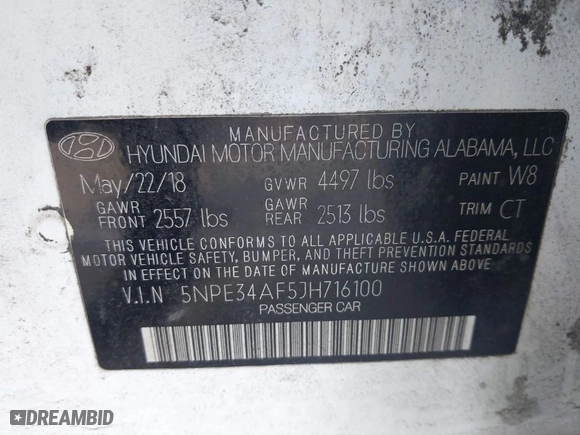 MANUFACTURED BY
HYUNDAI MOTOR MANUFACTURING ALABAMA, LLC
May/22/18 GVWR 4497 lbs PAINT W8
GAWR FRONT 2557 lbs GAWR REAR 2513 lbs TRIM CT
THIS VEHICLE CONFORMS TO ALL APPLICABLE U.S.A. FEDERAL
MOTOR VEHICLE SAFETY, BUMPER, AND THEFT PREVENTION STANDARDS
IN EFFECT ON THE DATE OF MANUFACTURE SHOWN ABOVE.
V.I.N 5NPE34AF5JH716100
PASSENGER CAR
DREAMBID